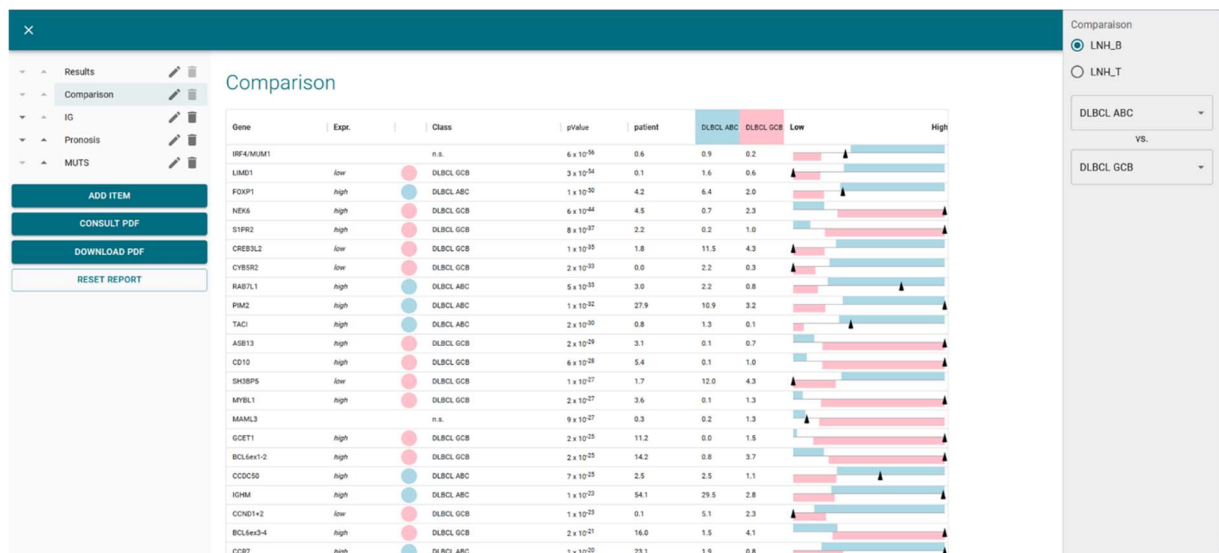 ×
Results
Comparison
IG
Pronosis
MUTS
ADD ITEM
CONSULT PDF
DOWNLOAD PDF
RESET REPORT
Comparison
Gene Expr. Class pValue patient DLBCL ABC DLBCL GCB Low High
IRF4/MUM1 n.s. 6 x 10-56 0.6 0.9 0.2
LIMD1 low DLBCL GCB 3 x 10-54 0.1 1.6 0.6
FOXP1 high DLBCL ABC 1 x 10-50 4.2 6.4 2.0
NEK6 high DLBCL GCB 6 x 10-44 4.5 0.7 2.3
S1PR2 high DLBCL GCB 8 x 10-37 2.2 0.2 1.0
CREB3L2 low DLBCL GCB 1 x 10-35 1.8 11.5 4.3
CYB5R2 low DLBCL GCB 2 x 10-33 0.0 2.2 0.3
RAB7L1 high DLBCL ABC 5 x 10-33 3.0 2.2 0.8
PIM2 high DLBCL ABC 1 x 10-32 27.9 10.9 3.2
TACI high DLBCL ABC 2 x 10-30 0.8 1.3 0.1
ASB13 high DLBCL GCB 2 x 10-29 3.1 0.1 0.7
CD10 high DLBCL GCB 6 x 10-28 5.4 0.1 1.0
SH3BP5 low DLBCL GCB 1 x 10-27 1.7 12.0 4.3
MYBL1 high DLBCL GCB 2 x 10-27 3.6 0.1 1.3
MAML3 n.s. 9 x 10-27 0.3 0.2 1.3
GCET1 high DLBCL GCB 2 x 10-25 11.2 0.0 1.5
BCL6ex1-2 high DLBCL GCB 2 x 10-25 14.2 0.8 3.7
CCDC50 high DLBCL ABC 7 x 10-25 2.5 2.5 1.1
IGHM high DLBCL ABC 1 x 10-23 54.1 29.5 2.8
CCND1+2 low DLBCL GCB 1 x 10-23 0.1 5.1 2.3
BCL6ex3-4 high DLBCL GCB 2 x 10-21 16.0 1.5 4.1
CCR7 high DLBCL ABC 1 x 10-20 23.1 1.9 0.8
Comparaison
LNH_B
LNH_T
DLBCL ABC
vs.
DLBCL GCB